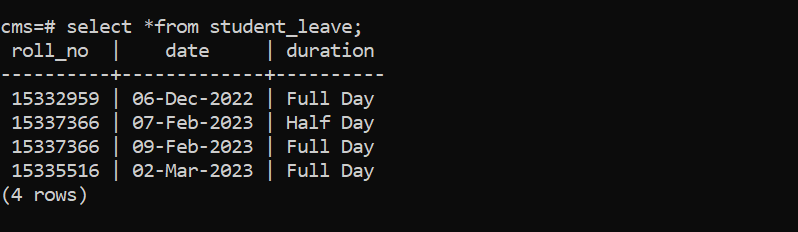 cms=# select *from student_leave;
 roll_no  |    date     | duration
----------+-------------+----------
 15332959 | 06-Dec-2022 | Full Day
 15337366 | 07-Feb-2023 | Half Day
 15337366 | 09-Feb-2023 | Full Day
 15335516 | 02-Mar-2023 | Full Day
(4 rows)